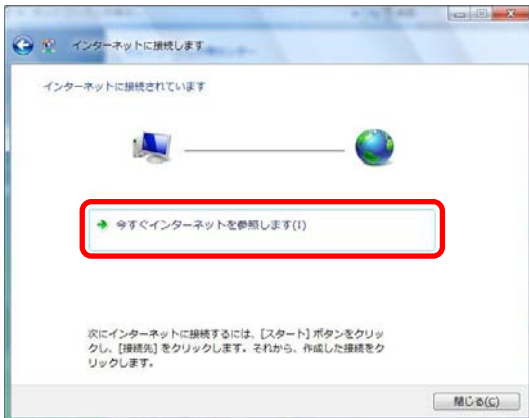 インターネットに接続します
インターネットに接続されています
今すぐインターネットを参照します(I)
次にインターネットに接続するには、[スタート] ボタンをクリッ
クし、[接続先] をクリックします。それから、作成した接続をク
リックします。
閉じる(C)